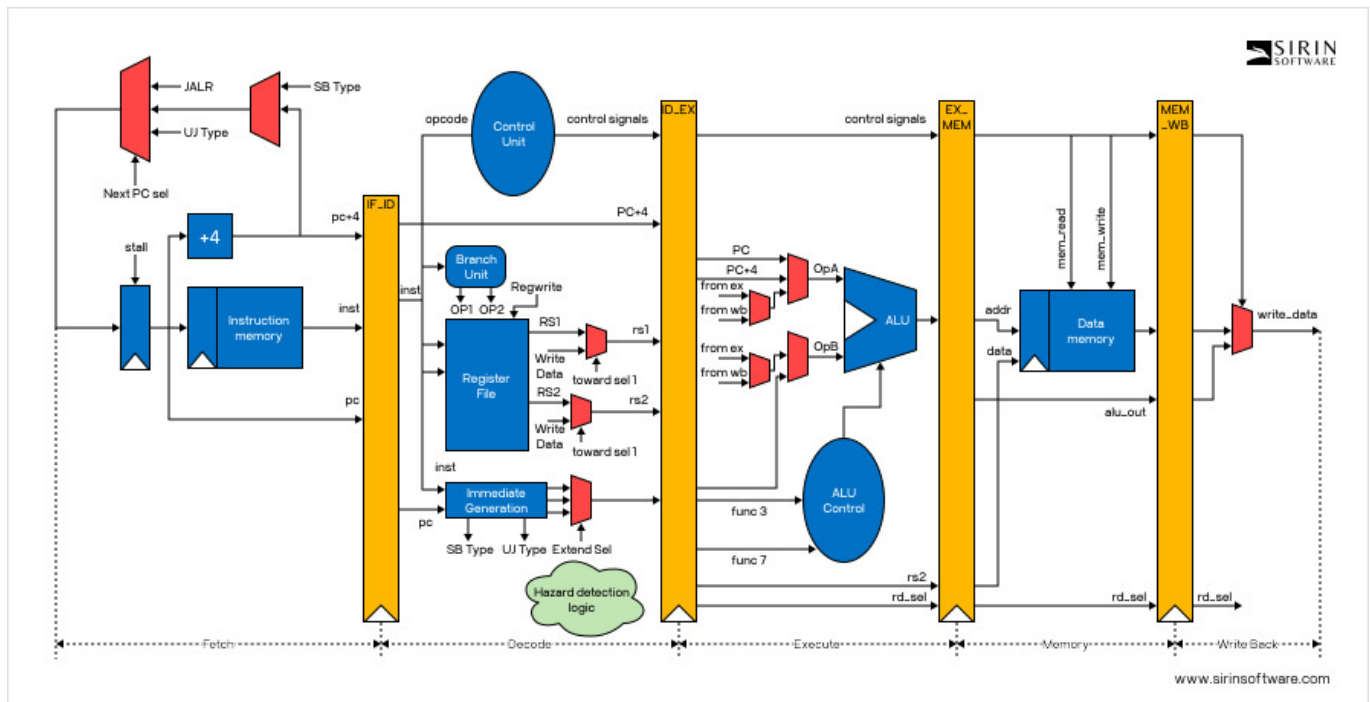 SIRIN
SOFTWARE
JALR
SB Type
UJ Type
Next PC sel
opcode
Control
Unit
control signals
ID_EX
control signals
EX_
MEM
MEM
_WB
IF_ID
pc+4
PC+4
+4
stall
Instruction
memory
inst
inst
pc
Branch
Unit
OP1
OP2
Regwrite
Register
File
RS1
rs1
Write
Data
toward sel 1
RS2
rs2
Write
Data
toward sel 1
inst
pc
Immediate
Generation
SB Type
UJ Type
Extend Sel
Hazard detection
logic
PC
PC+4
OpA
from ex
from wb
OpB
from ex
from wb
ALU
ALU
Control
func 3
func 7
rs2
rd_sel
mem_read
mem_write
addr
data
Data
memory
alu_out
rd_sel
write_data
rd_sel
Fetch
Decode
Execute
Memory
Write Back
www.sirinsoftware.com